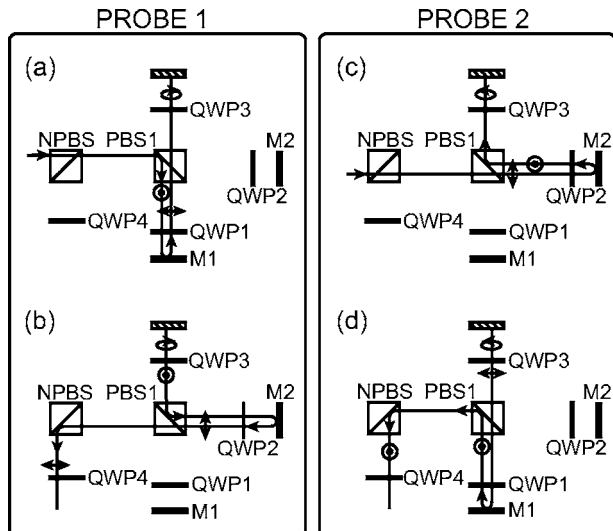 PROBE 1
PROBE 2
(a)
QWP3
NPBS PBS1
M2
QWP2
QWP4
QWP1
M1
(b)
QWP3
NPBS PBS1
M2
QWP2
QWP4
QWP1
M1
(c)
QWP3
NPBS PBS1
M2
QWP2
QWP4
QWP1
M1
(d)
QWP3
NPBS PBS1
M2
QWP2
QWP4
QWP1
M1